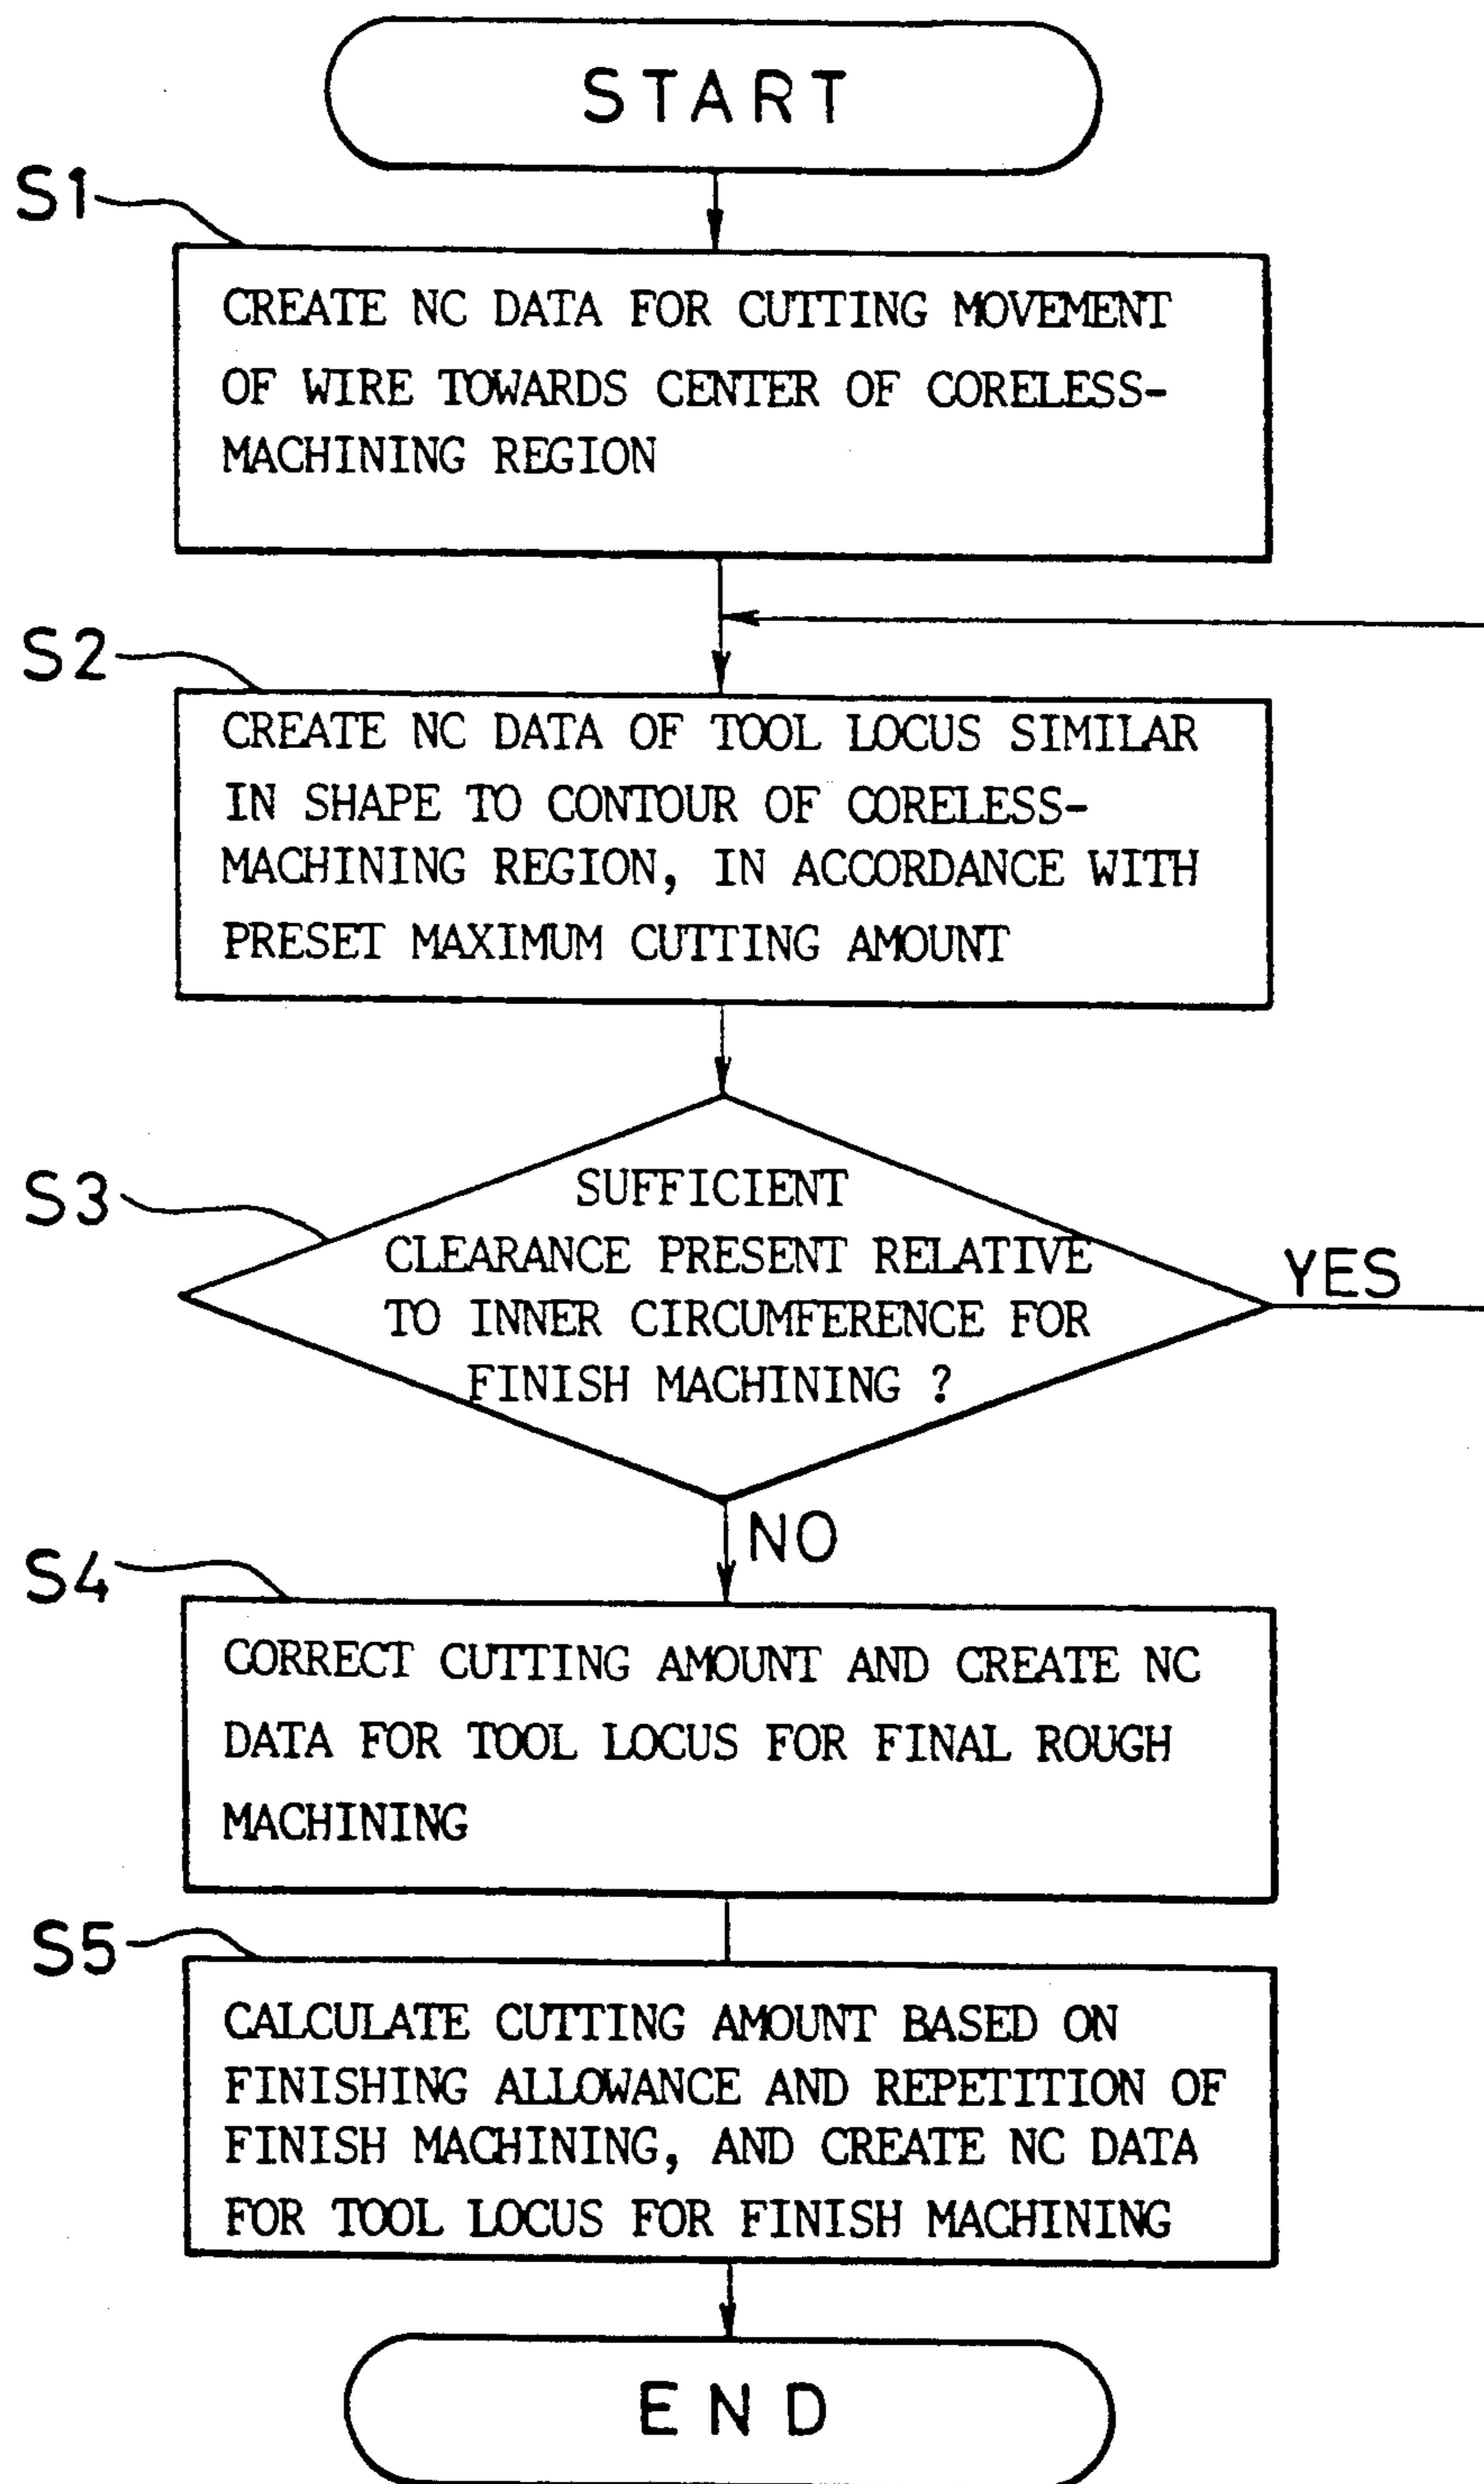 START
S1
CREATE NC DATA FOR CUTTING MOVEMENT
OF WIRE TOWARDS CENTER OF CORELESS-
MACHINING REGION
S2
CREATE NC DATA OF TOOL LOCUS SIMILAR
IN SHAPE TO CONTOUR OF CORELESS-
MACHINING REGION, IN ACCORDANCE WITH
PRESET MAXIMUM CUTTING AMOUNT
S3
SUFFICIENT
CLEARANCE PRESENT RELATIVE
TO INNER CIRCUMFERENCE FOR
FINISH MACHINING ?
YES
NO
S4
CORRECT CUTTING AMOUNT AND CREATE NC
DATA FOR TOOL LOCUS FOR FINAL ROUGH
MACHINING
S5
CALCULATE CUTTING AMOUNT BASED ON
FINISHING ALLOWANCE AND REPETITION OF
FINISH MACHINING, AND CREATE NC DATA
FOR TOOL LOCUS FOR FINISH MACHINING
END